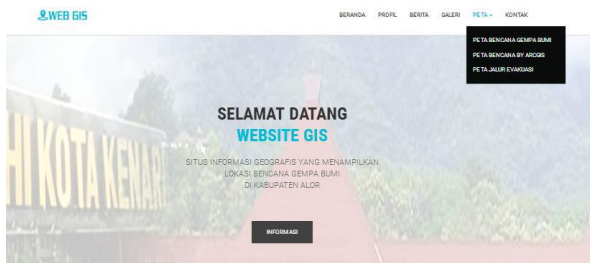 WEB GIS
BERANDA PROFIL BERITA GALERI PETA KONTAK
PETA BENCANA GEMPA BUMI
PETA BENCANA BY ARCGIS
PETA JALUR EVAKUASI
SELAMAT DATANG
WEBSITE GIS
SITUS INFORMASI GEOGRAFIS YANG MENAMPILKAN
LOKASI BENCANA GEMPA BUMI
DI KABUPATEN ALOR
HI KOTA KENARI
INFORMASI